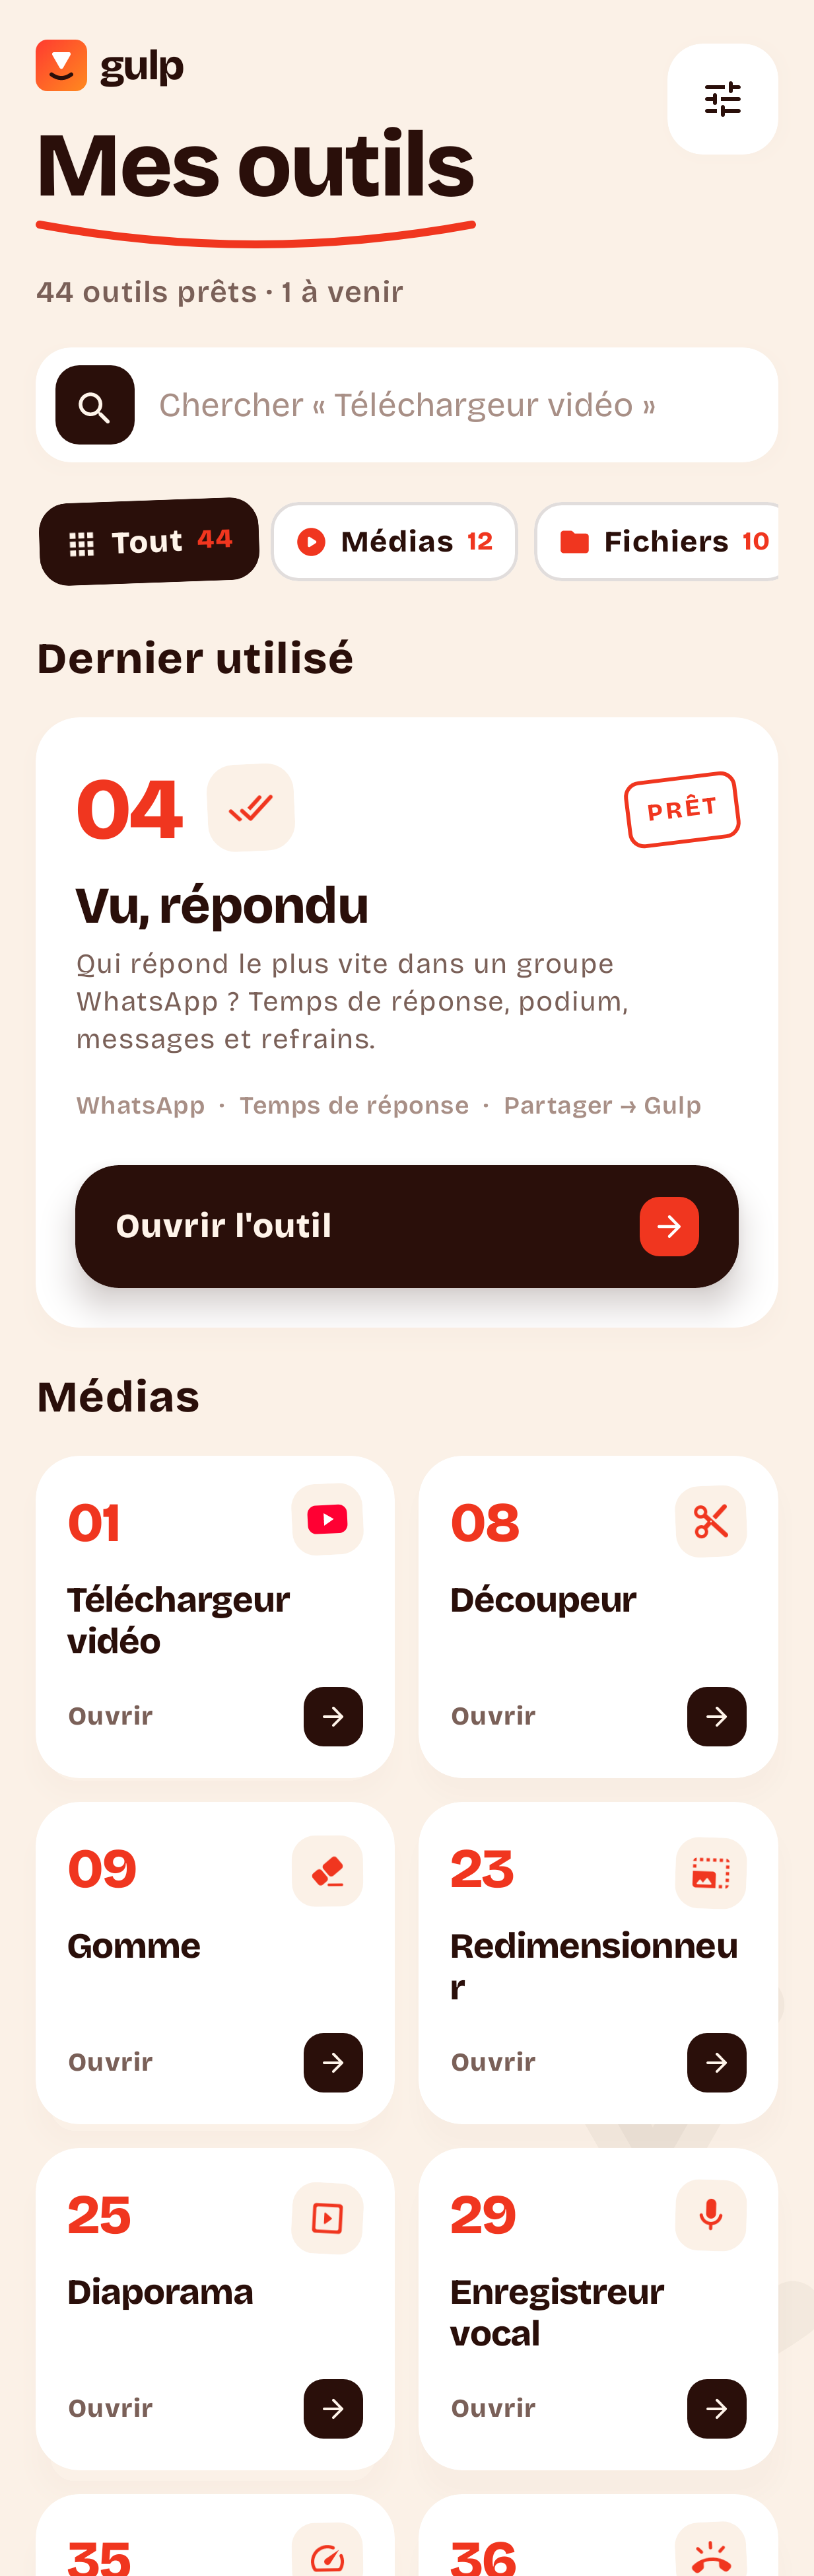 gulp
Mes outils
44 outils prêts · 1 à venir
Chercher « Téléchargeur vidéo »
Tout 44
Médias 12
Fichiers 10
Dernier utilisé
04
PRÊT
Vu, répondu
Qui répond le plus vite dans un groupe
WhatsApp ? Temps de réponse, podium,
messages et refrains.
WhatsApp · Temps de réponse · Partager → Gulp
Ouvrir l'outil
Médias
01
Téléchargeur
vidéo
Ouvrir
08
Découpeur
Ouvrir
09
Gomme
Ouvrir
23
Redimensionneu
r
Ouvrir
25
Diaporama
Ouvrir
29
Enregistreur
vocal
Ouvrir
35
36